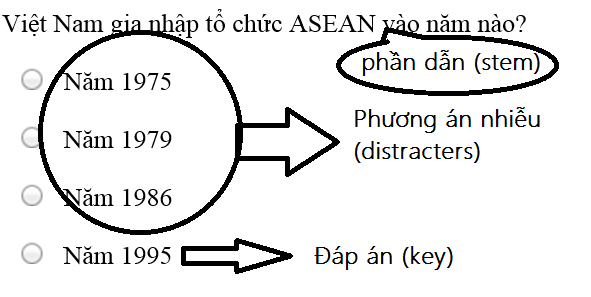 Việt Nam gia nhập tổ chức ASEAN vào năm nào?
phần dẫn (stem)
Năm 1975
Phương án nhiễu
(distracters)
Năm 1979
Năm 1986
Năm 1995
Đáp án (key)